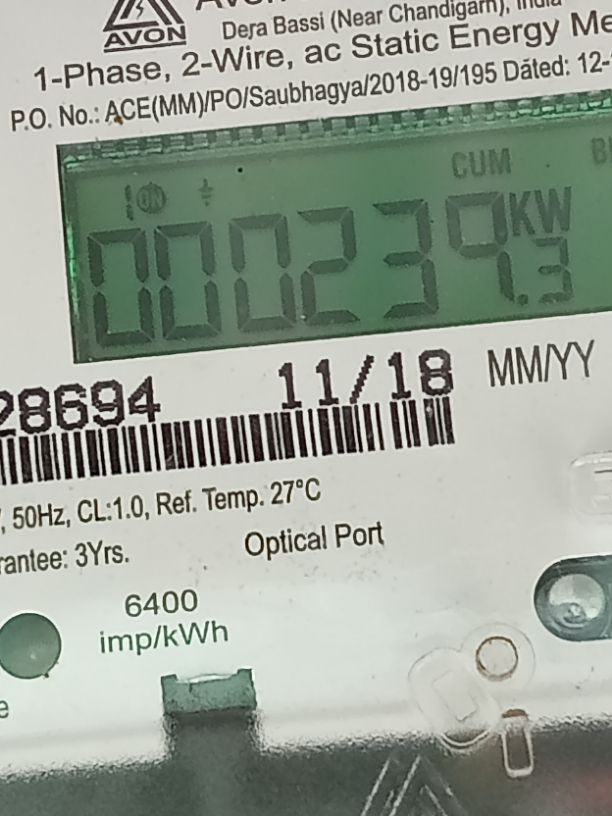 AVON
Dera Bassi (Near Chandigarh), India
1-Phase, 2-Wire, ac Static Energy Me
P.O. No.: ACE(MM)/PO/Saubhagya/2018-19/195 Dated: 12-
CUM
ON
KW
000239.3
28694 11/18 MM/YY
, 50Hz, CL:1.0, Ref. Temp. 27°C
rantee: 3Yrs. Optical Port
6400
imp/kWh
e